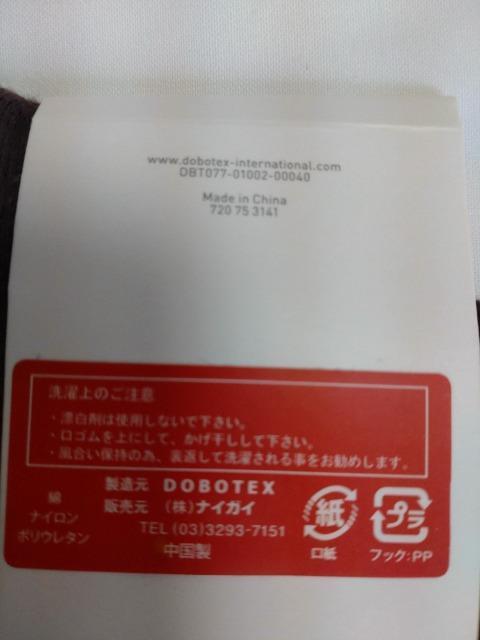 www.dobotex-international.com
DBT077-01002-00040
Made in China
720 75 3141
洗濯上のご注意
・漂白剤は使用しないで下さい。
・口ゴムを上にして、かげ干しして下さい。
・風合い保持の為、裏返して洗濯される事をお勧めします。
綿
ナイロン
ポリウレタン
製造元 DOBOTEX
販売元 (株)ナイガイ
TEL (03)3293-7151
中国製
紙
口紙
プラ
フック:PP